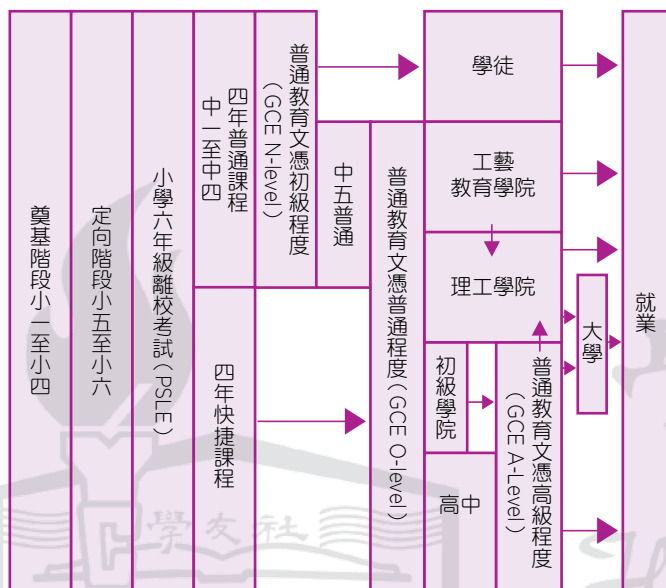 奠基階段小一至小四
定向階段小五至小六
小學六年級離校考試(PSLE)
四年普通課程
中一至中四
四年快捷課程
普通教育文憑初級程度
(GCE N-level)
中五普通
普通教育文憑普通程度(GCE O-level)
學徒
工藝
教育學院
理工學院
初級學院
高中
普通教育文憑高級程度
(GCE A-Level)
大學
就業
學友社